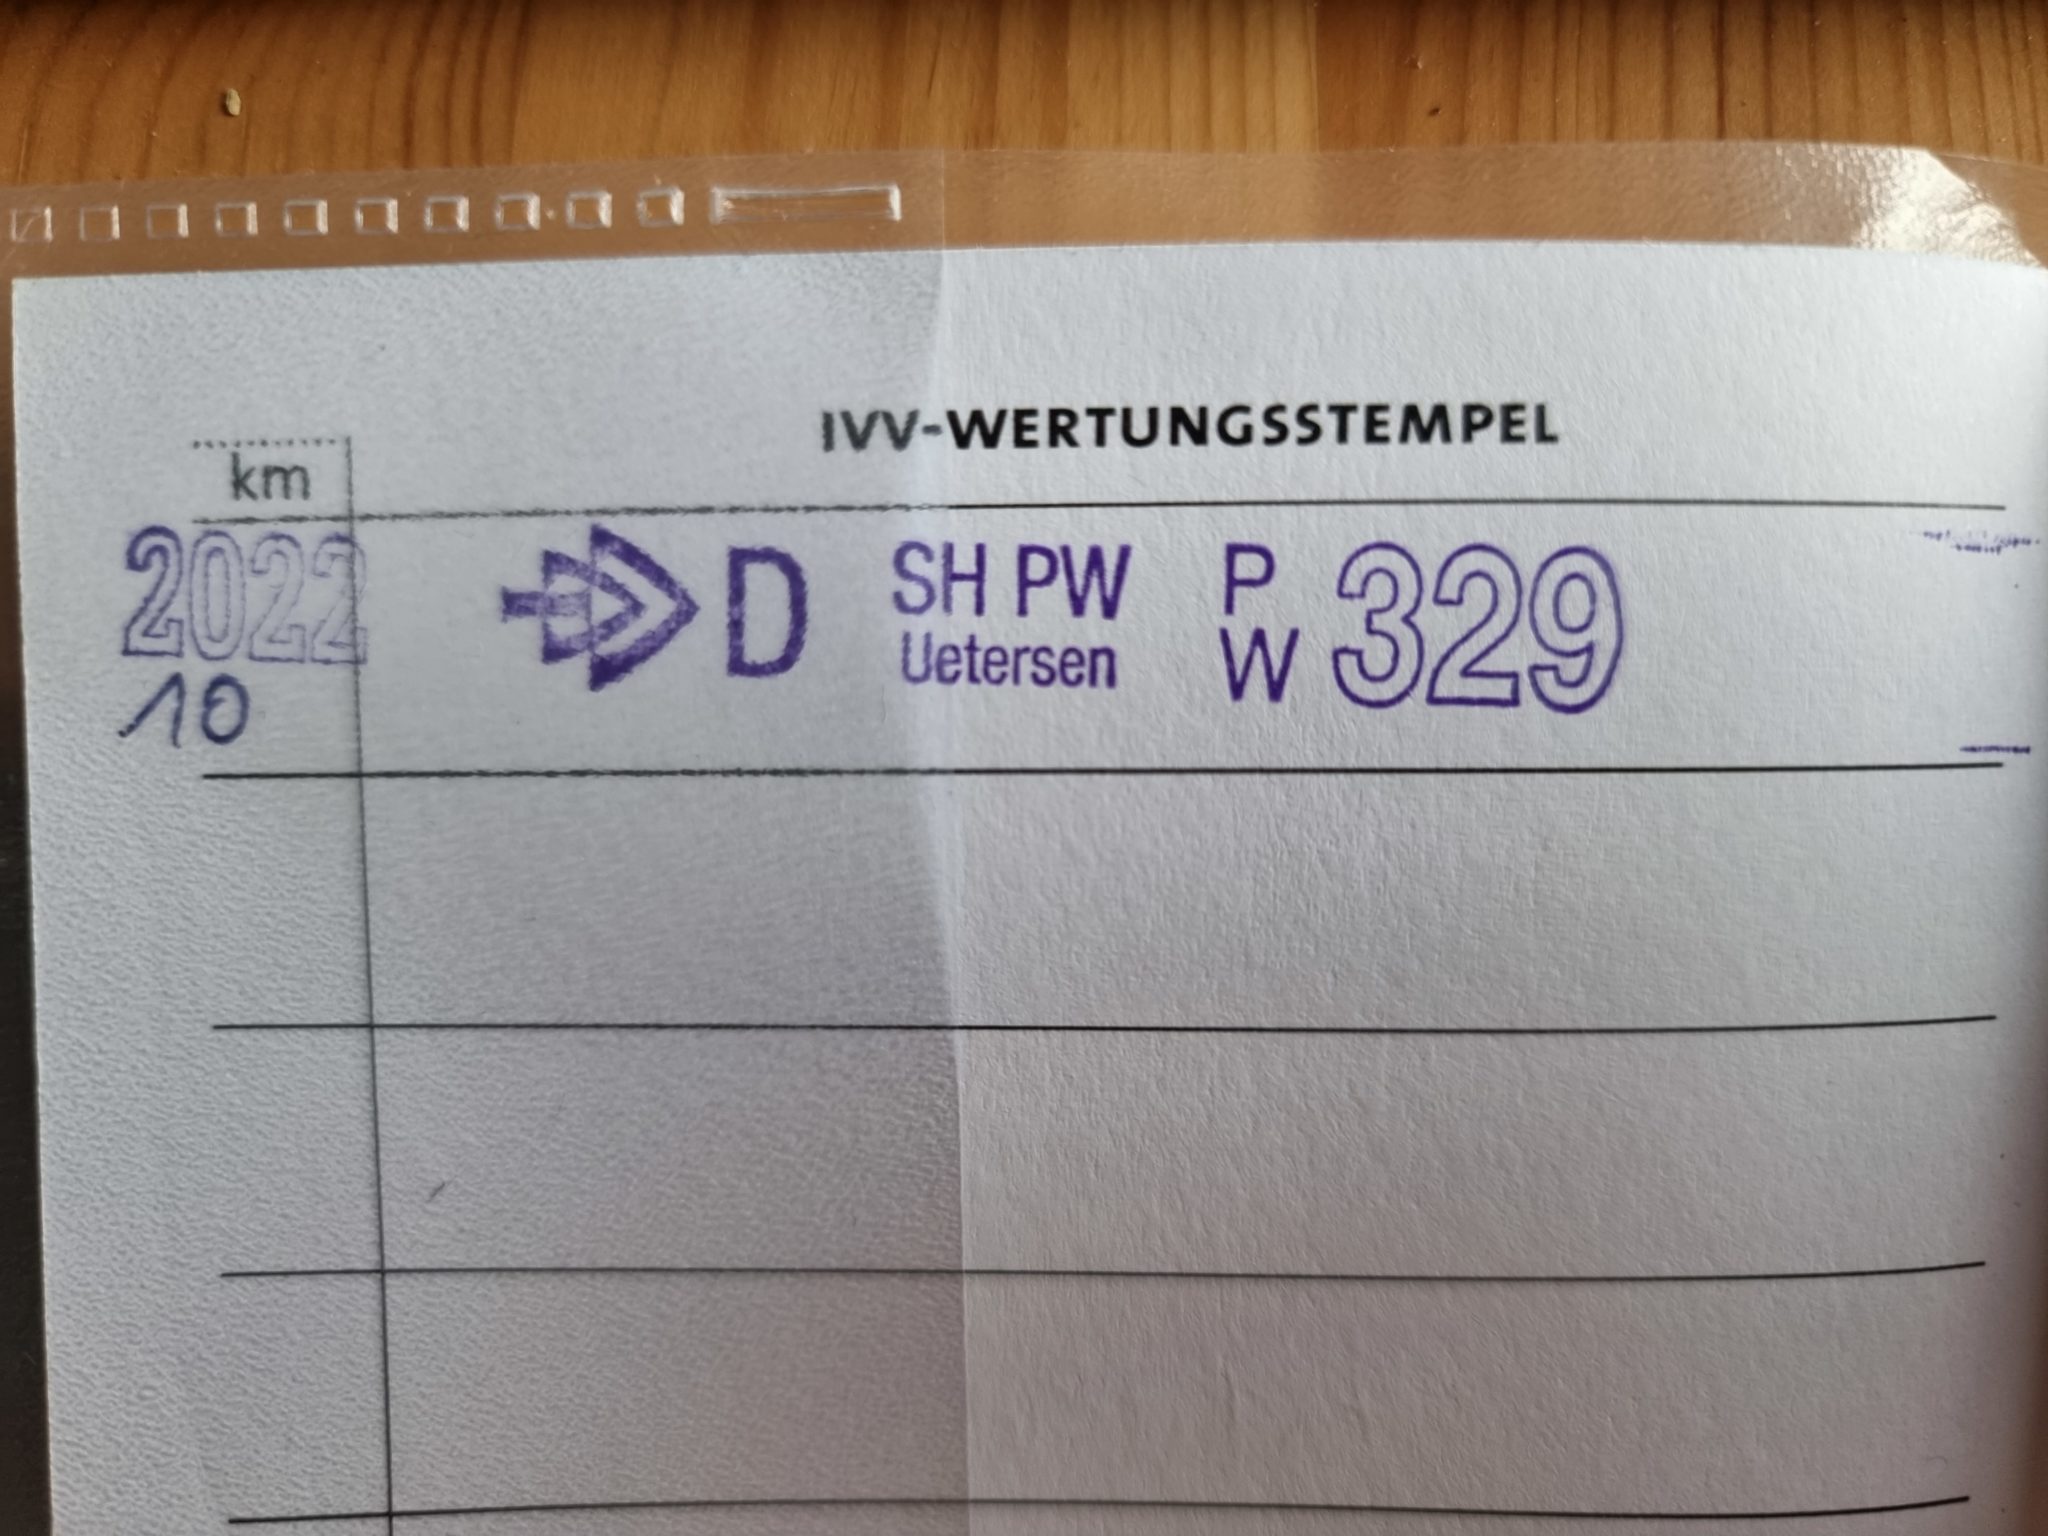 IVV-WERTUNGSSTEMPEL
km
2022 D SH PW P 329
Uetersen W
10